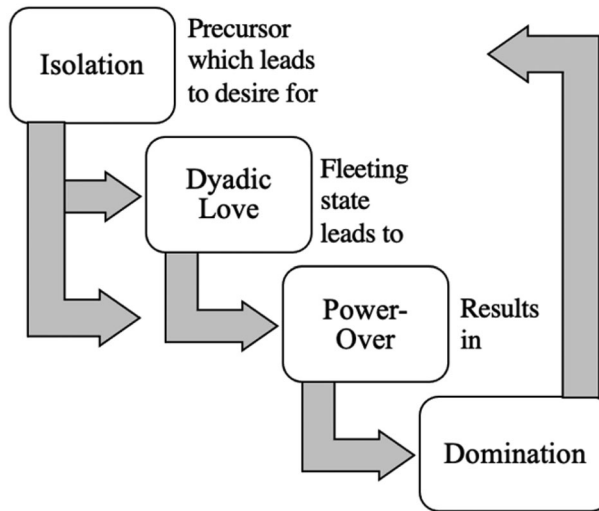 Isolation
Precursor
which leads
to desire for
Dyadic
Love
Fleeting
state
leads to
Power-
Over
Results
in
Domination